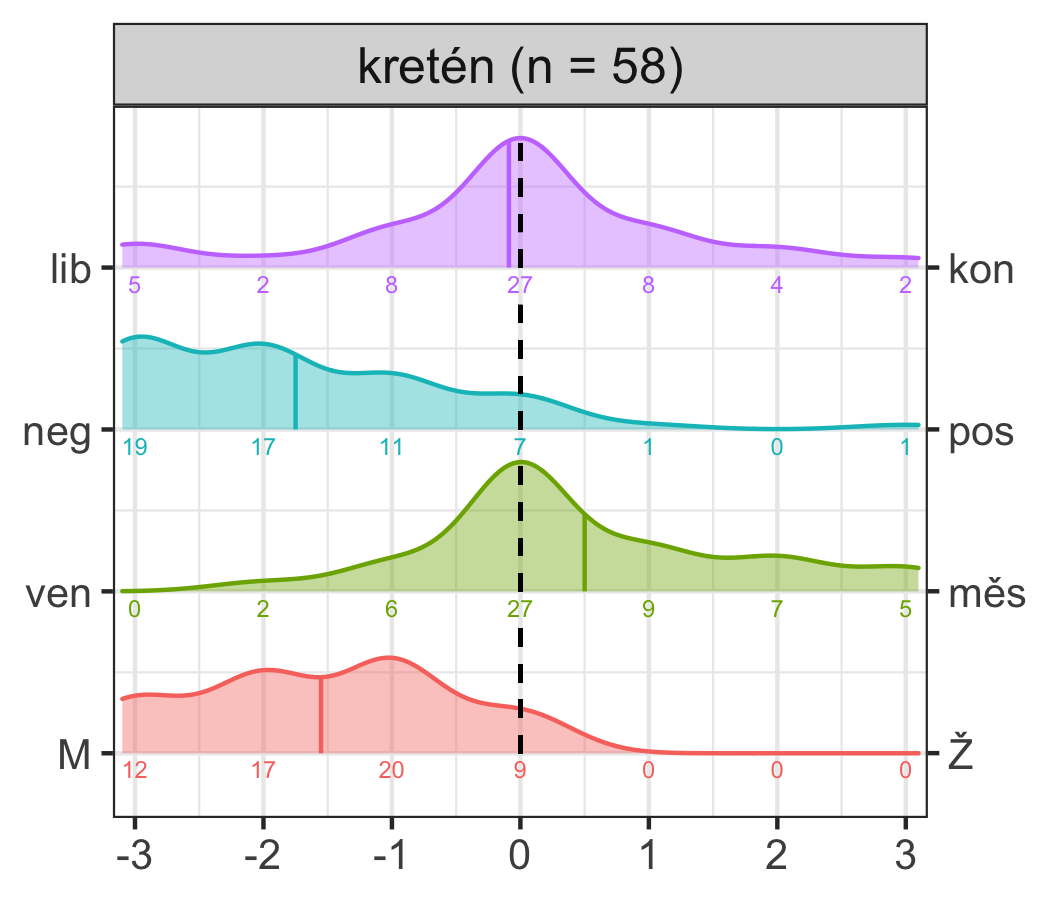 kretén (n = 58)
lib kon
5 2 8 27 8 4 2
neg pos
19 17 11 7 1 0 1
ven měs
0 2 6 27 9 7 5
M Ž
12 17 20 9 0 0 0
-3 -2 -1 0 1 2 3